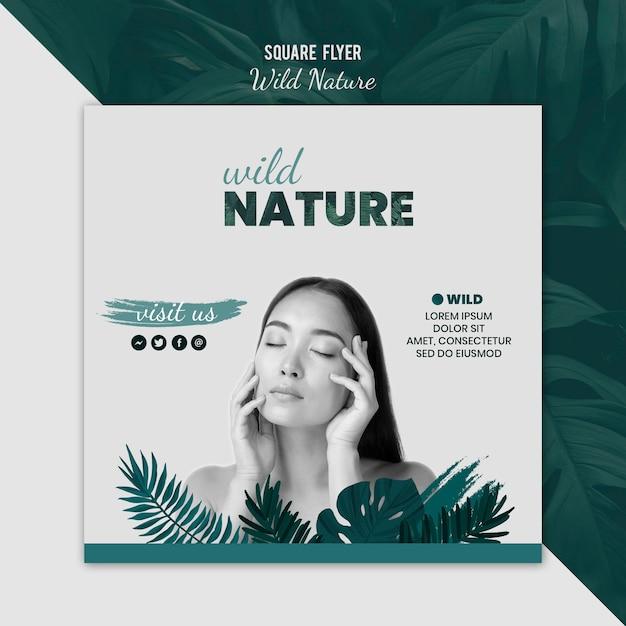 SQUARE FLYER
Wild Nature
wild
NATURE
visit us
WILD
LOREM IPSUM
DOLOR SIT
AMET, CONSECTETUR
SED DO EIUSMOD